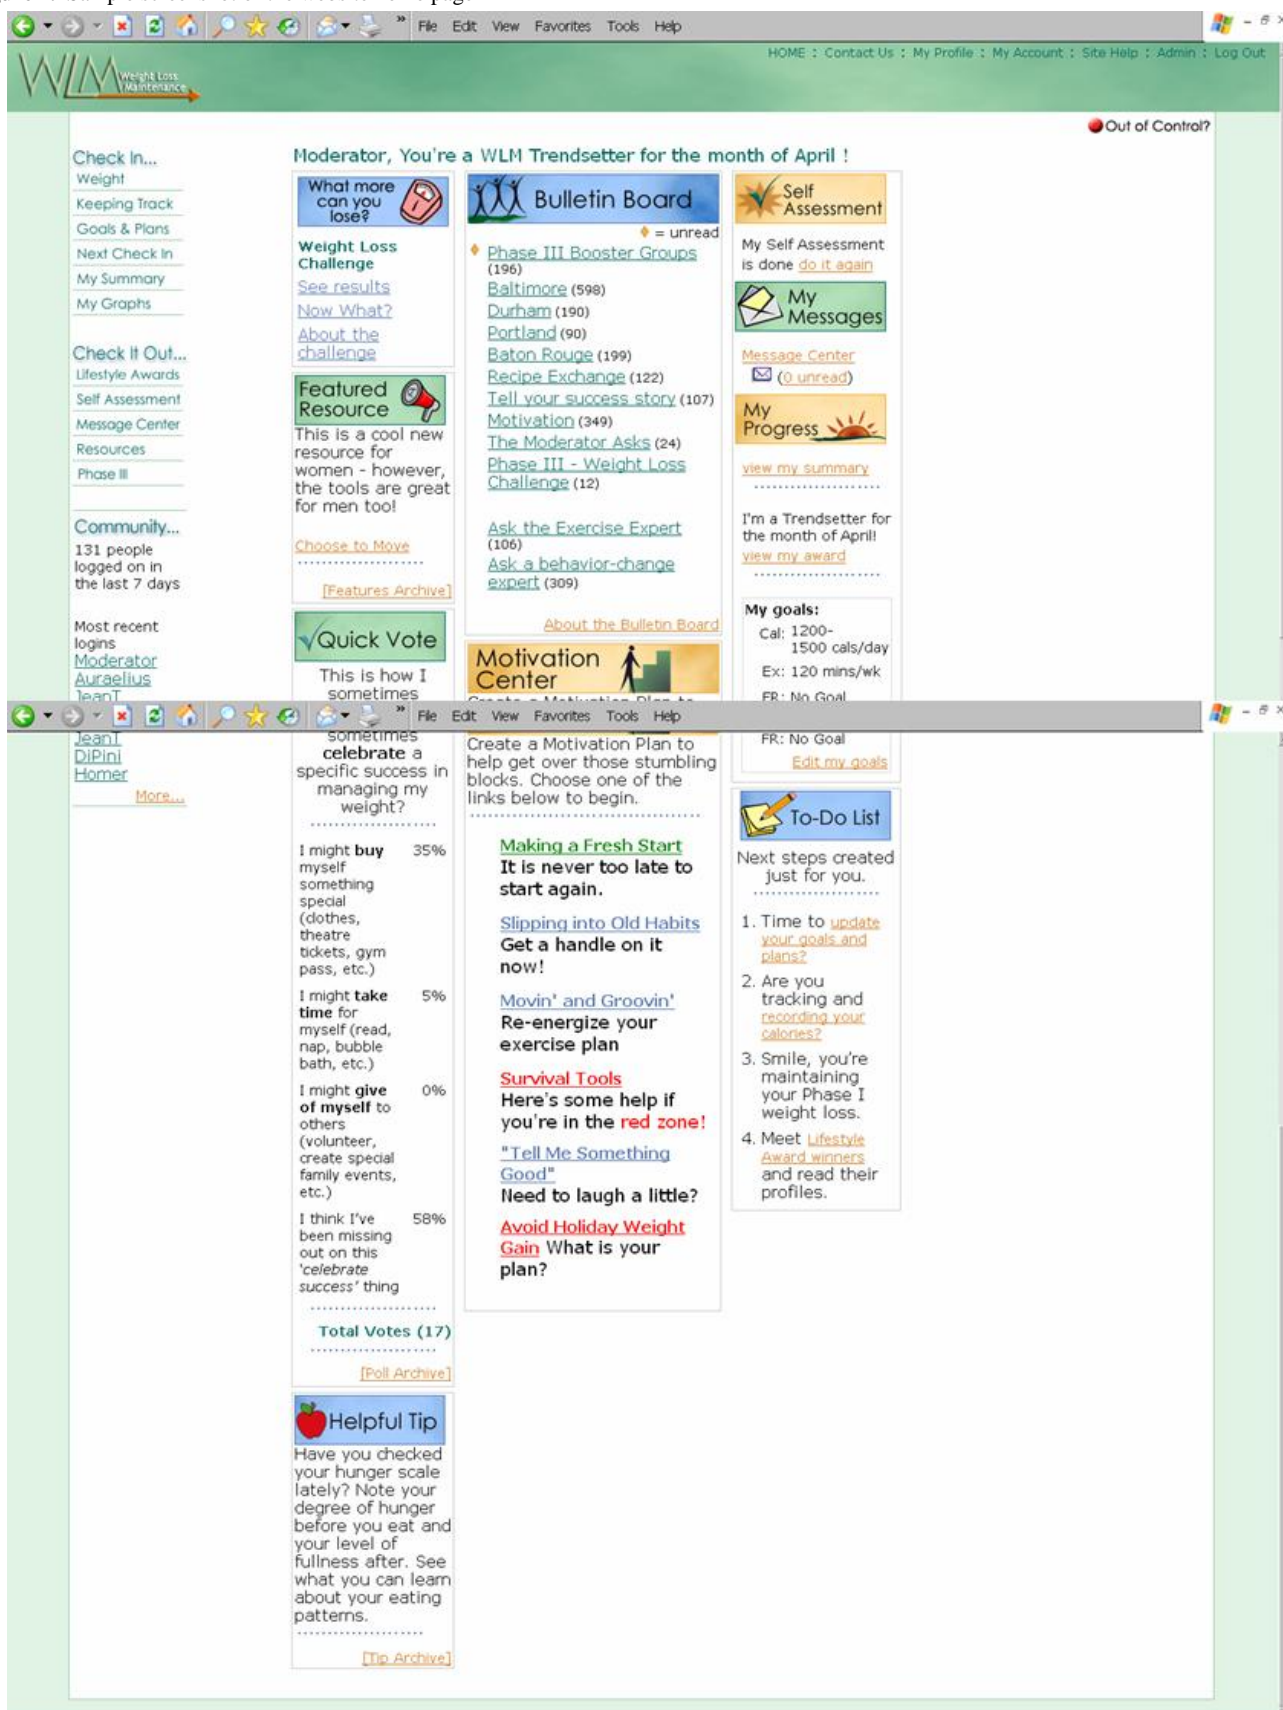 File Edit View Favorites Tools Help
HOME : Contact Us : My Profile : My Account : Site Help : Admin : Log Out
WLM Weight Loss
Maintenance
Out of Control?
Check In...
Weight
Keeping Track
Goals & Plans
Next Check In
My Summary
My Graphs
Check It Out...
Lifestyle Awards
Self Assessment
Message Center
Resources
Phase III
Community...
131 people
logged on in
the last 7 days
Most recent
logins
Moderator
Auraelius
JeanT
Moderator, You're a WLM Trendsetter for the month of April !
What more
can you
lose?
Weight Loss
Challenge
See results
Now What?
About the
challenge
Featured
Resource
This is a cool new
resource for
women - however,
the tools are great
for men too!
Choose to Move
[Features Archive]
Quick Vote
This is how I
sometimes
Bulletin Board
= unread
Phase III Booster Groups
(196)
Baltimore (598)
Durham (190)
Portland (90)
Baton Rouge (199)
Recipe Exchange (122)
Tell your success story (107)
Motivation (349)
The Moderator Asks (24)
Phase III - Weight Loss
Challenge (12)
Ask the Exercise Expert
(106)
Ask a behavior-change
expert (309)
About the Bulletin Board
Motivation
Center
Create a Motivation Plan to
Self
Assessment
My Self Assessment
is done do it again
My
Messages
Message Center
(0 unread)
My
Progress
view my summary
I'm a Trendsetter for
the month of April!
view my award
My goals:
Cal: 1200-
1500 cals/day
Ex: 120 mins/wk
FR: No Goal
File Edit View Favorites Tools Help
JeanT
DiPini
Homer
More...
sometimes
celebrate a
specific success in
managing my
weight?
I might buy 35%
myself
something
special
(clothes,
theatre
tickets, gym
pass, etc.)
I might take 5%
time for
myself (read,
nap, bubble
bath, etc.)
I might give 0%
of myself to
others
(volunteer,
create special
family events,
etc.)
I think I've 58%
been missing
out on this
'celebrate
success' thing
Total Votes (17)
[Poll Archive]
Helpful Tip
Have you checked
your hunger scale
lately? Note your
degree of hunger
before you eat and
your level of
fullness after. See
what you can learn
about your eating
patterns.
[Tip Archive]
Create a Motivation Plan to
help get over those stumbling
blocks. Choose one of the
links below to begin.
Making a Fresh Start
It is never too late to
start again.
Slipping into Old Habits
Get a handle on it
now!
Movin' and Groovin'
Re-energize your
exercise plan
Survival Tools
Here's some help if
you're in the red zone!
"Tell Me Something
Good"
Need to laugh a little?
Avoid Holiday Weight
Gain What is your
plan?
FR: No Goal
Edit my goals
To-Do List
Next steps created
just for you.
1. Time to update
your goals and
plans?
2. Are you
tracking and
recording your
calories?
3. Smile, you're
maintaining
your Phase I
weight loss.
4. Meet Lifestyle
Award winners
and read their
profiles.